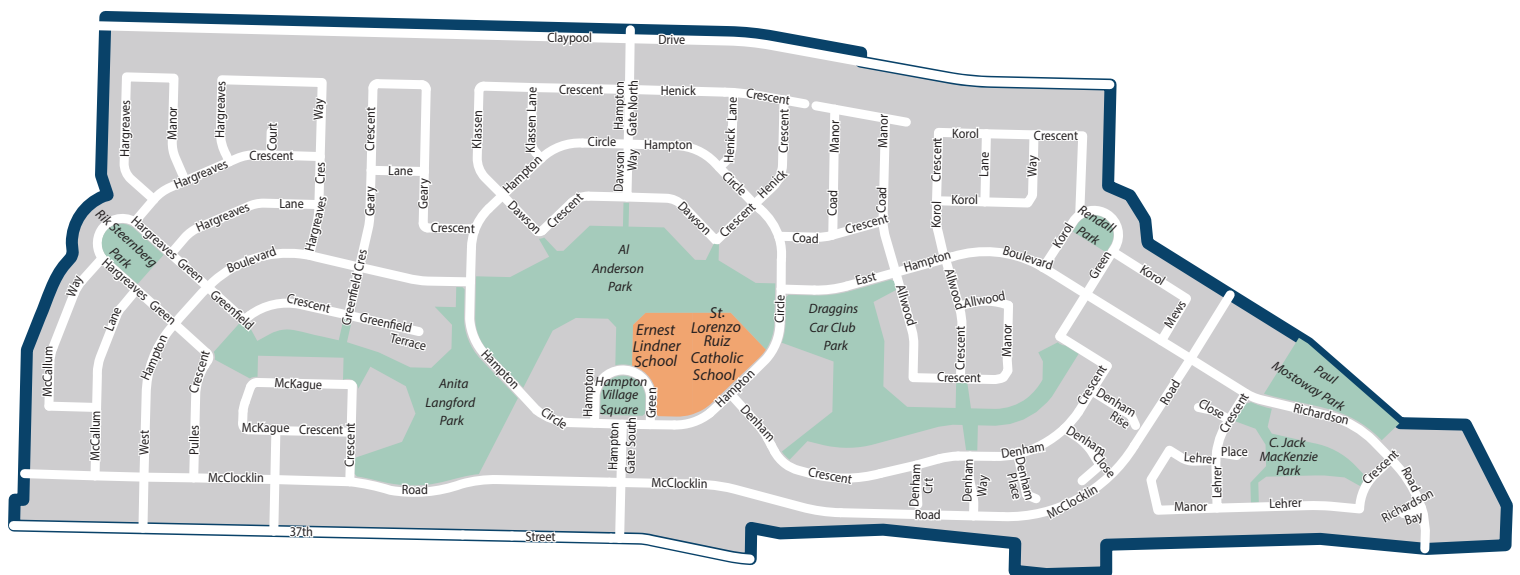 Claypool
Drive
Hargreaves
Manor
Hargreaves
Court
Way
Crescent
Hargreaves
Crescent
Cres
Hargreaves
Hargreaves
Lane
Crescent
Lane
Geary
Geary
Crescent
Klassen
Klassen Lane
Crescent
Hampton
Gate North
Henick
Crescent
Henick Lane
Crescent
Henick
Circle
Hampton
Hampton
Circle
Dawson
Way
Dawson
Crescent
Dawson
Crescent
Manor
Coad
Manor
Coad
Coad
Crescent
Korol
Crescent
Crescent
Lane
Way
Korol
Korol
Korol
Rendall
Park
Green
Korol
Mews
Rik Steernberg
Park
Hargreaves
Green
Hargreaves
Green
Way
Lane
McCallum
McCallum
Boulevard
Hampton
West
Greenfield
Crescent
Greenfield
Terrace
Greenfield Cres
Crescent
Pulles
McKague
McKague
Crescent
Crescent
Al
Anderson
Park
Ernest
Lindner
School
St.
Lorenzo
Ruiz
Catholic
School
Anita
Langford
Park
Hampton
Village
Square
Hampton
Green
Hampton
Gate South
Hampton
Circle
Hampton
Circle
Draggins
Car Club
Park
East
Hampton
Boulevard
Allwood
Allwood
Allwood
Crescent
Manor
Crescent
Denham
Crescent
Denham
Crescent
Denham
Rise
Denham
Close
Denham
Crt
Denham
Way
Denham
Place
McClocklin
Road
McClocklin
Road
McClocklin
Road
37th
Street
Paul
Mostoway Park
Richardson
Road
Richardson
Bay
Close
Crescent
Lehrer
Place
Lehrer
Manor
Lehrer
Crescent
C. Jack
MacKenzie
Park